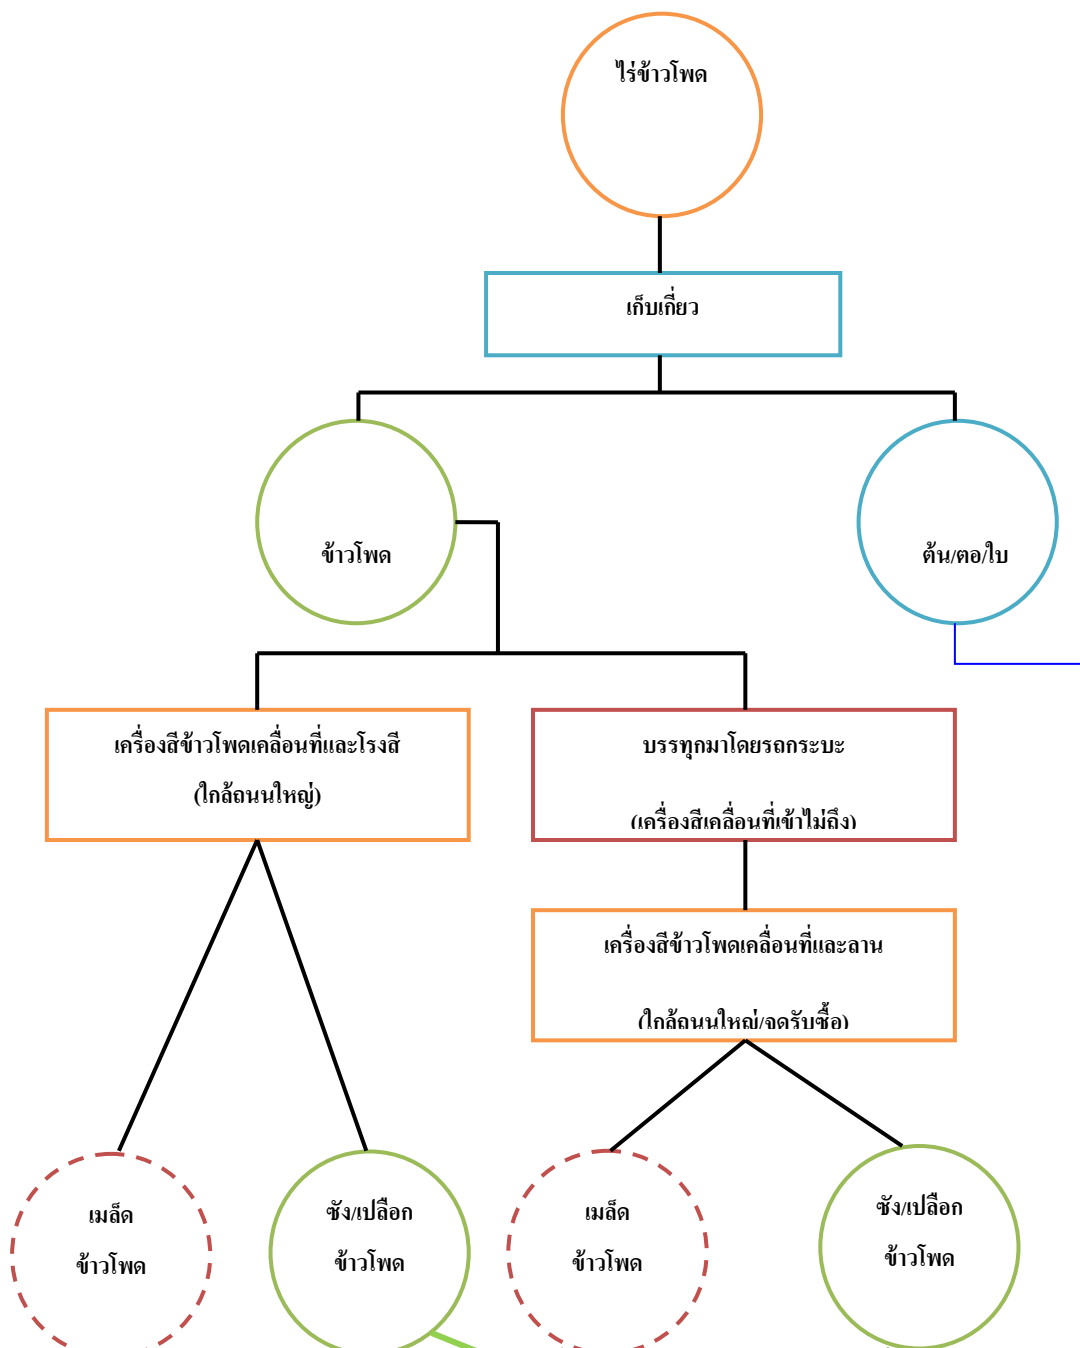 ไร่ข้าวโพด
เก็บเกี่ยว
ข้าวโพด
ต้น/ตอ/ใบ
เครื่องสีข้าวโพดเคลื่อนที่และโรงสี
(ใกล้ถนนใหญ่)
บรรทุกมาโดยรถกระบะ
(เครื่องสีเคลื่อนที่เข้าไม่ถึง)
เครื่องสีข้าวโพดเคลื่อนที่และลาน
(ใกล้ถนนใหญ่/จุดรับซื้อ)
เมล็ด
ข้าวโพด
ซัง/เปลือก
ข้าวโพด
เมล็ด
ข้าวโพด
ซัง/เปลือก
ข้าวโพด